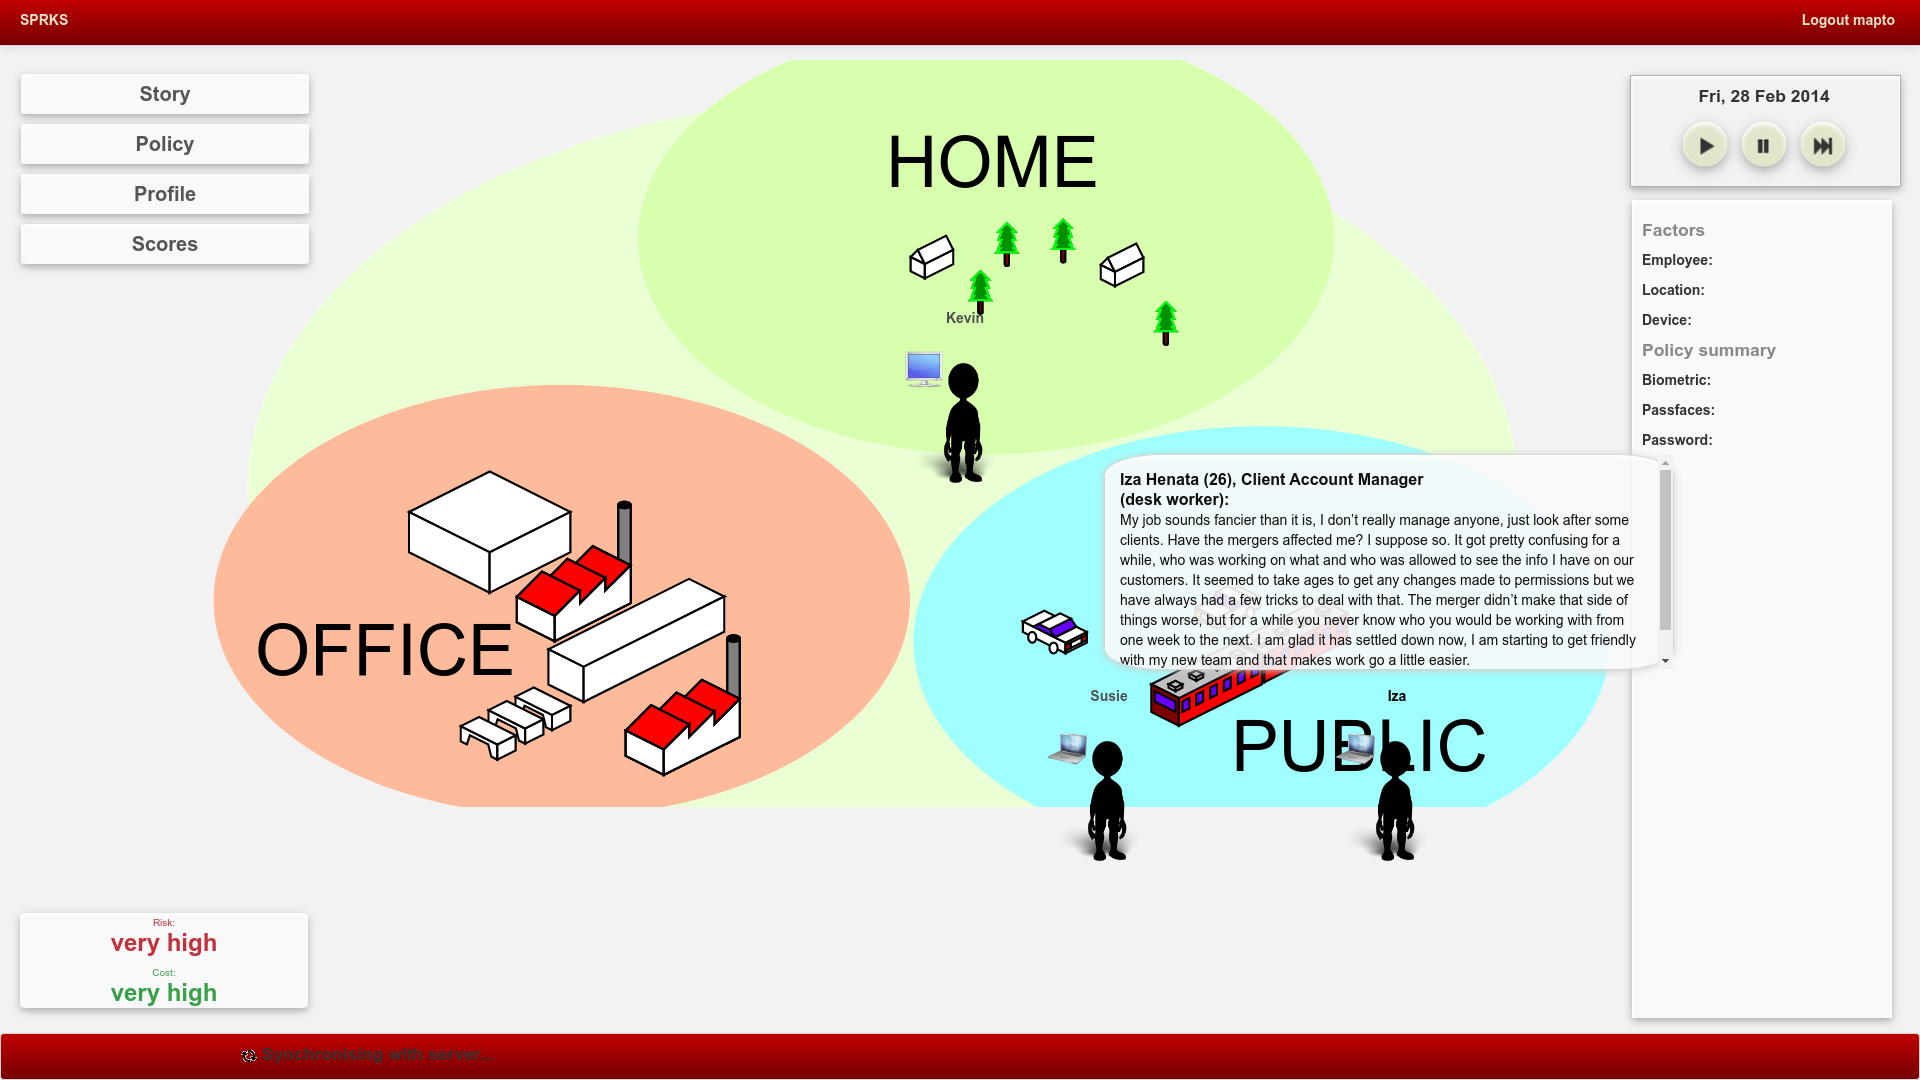 SPRKS
Logout mapto
Story
Policy
Profile
Scores
HOME
Kevin
OFFICE
PUBLIC
Susie
Iza
Iza Henata (26), Client Account Manager
(desk worker):
My job sounds fancier than it is, I don't really manage anyone, just look after some
clients. Have the mergers affected me? I suppose so. It got pretty confusing for a
while, who was working on what and who was allowed to see the info I have on our
customers. It seemed to take ages to get any changes made to permissions but we
have always had a few tricks to deal with that. The merger didn't make that side of
things worse, but for a while you never know who you would be working with from
one week to the next. I am glad it has settled down now, I am starting to get friendly
with my new team and that makes work go a little easier.
Fri, 28 Feb 2014
Factors
Employee:
Location:
Device:
Policy summary
Biometric:
Passfaces:
Password:
Risk:
very high
Cost:
very high
Synchronising with server...